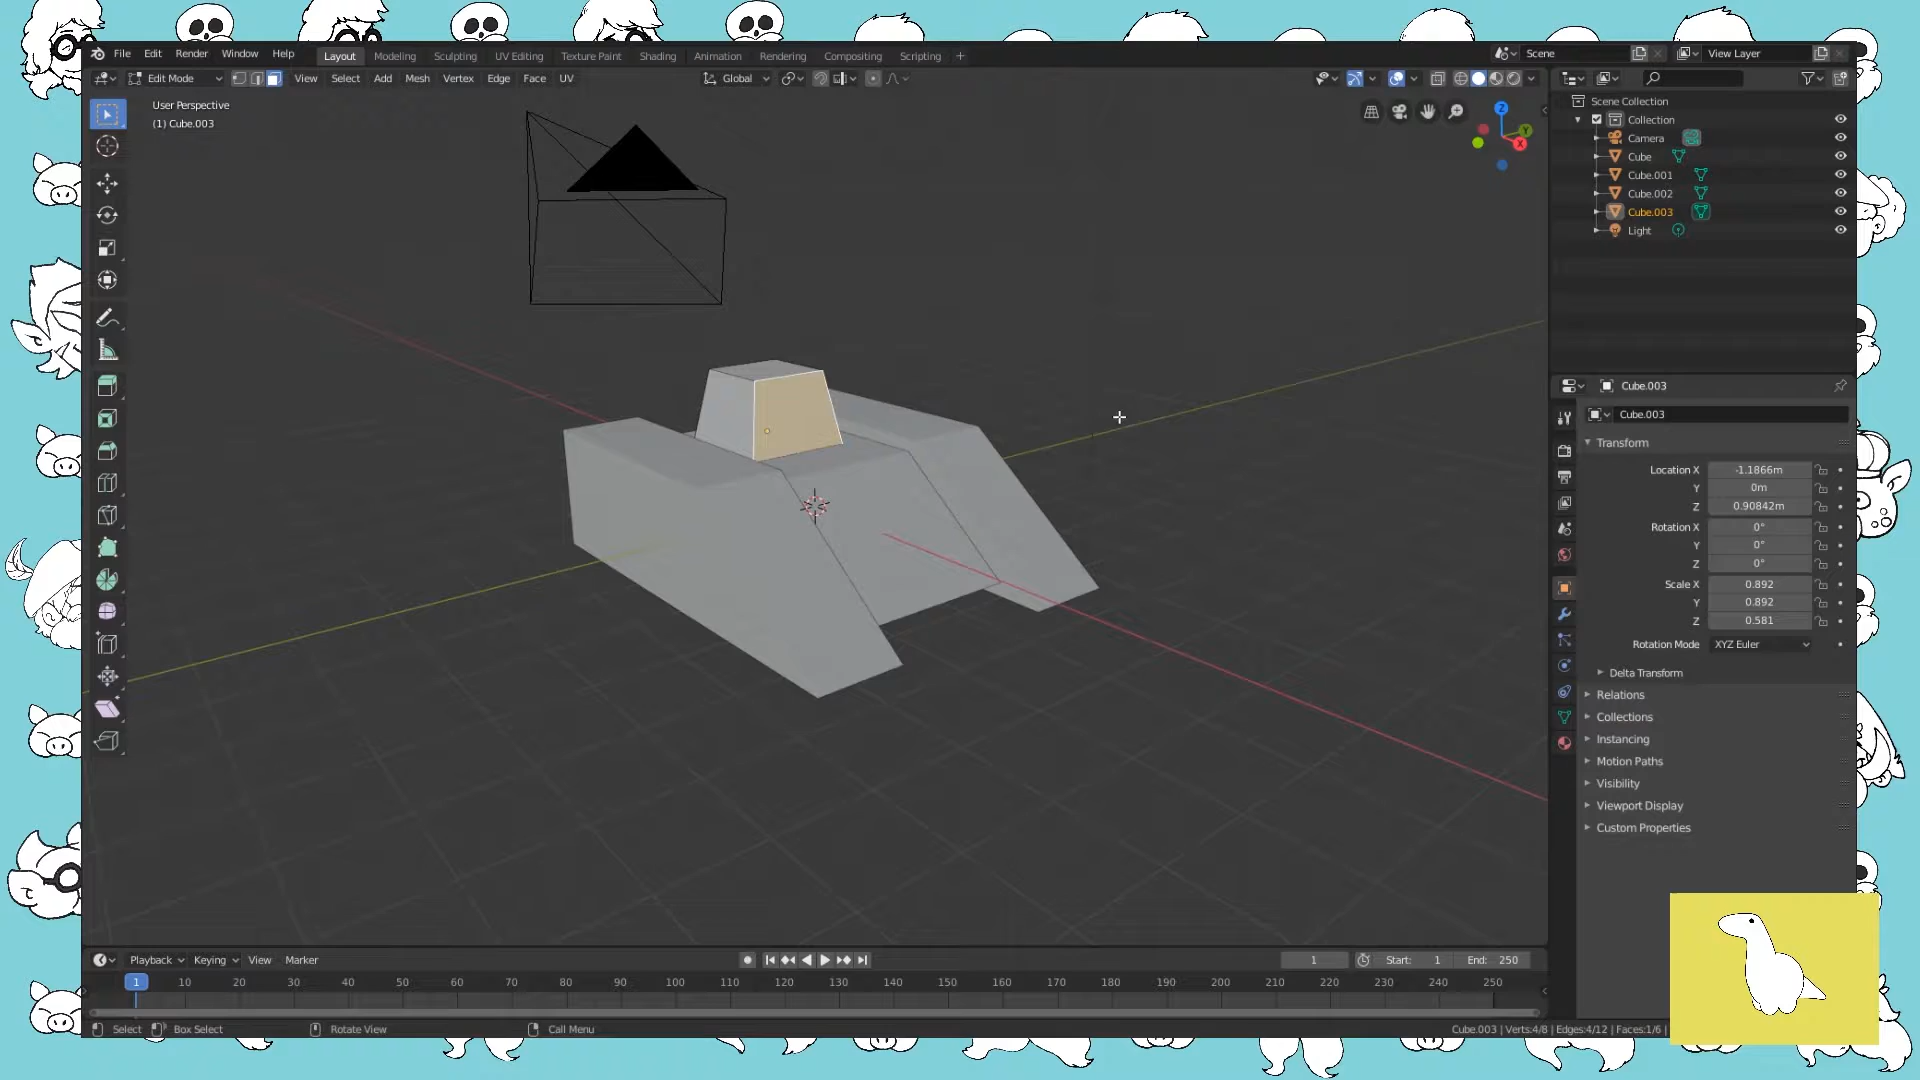 File Edit Render Window Help Layout Modeling Sculpting UV Editing Texture Paint Shading Animation Rendering Compositing Scripting + Scene View Layer
Edit Mode View Select Add Mesh Vertex Edge Face UV Global
User Perspective
(1) Cube.003
Z
Y
X
Scene Collection
Collection
Camera
Cube
Cube.001
Cube.002
Cube.003
Light
Cube.003
Cube.003
Transform
Location X -1.1866m
Y 0m
Z 0.90842m
Rotation X 0°
Y 0°
Z 0°
Scale X 0.892
Y 0.892
Z 0.581
Rotation Mode XYZ Euler
Delta Transform
Relations
Collections
Instancing
Motion Paths
Visibility
Viewport Display
Custom Properties
Playback Keying View Marker 1 Start: 1 End: 250
1 10 20 30 40 50 60 70 80 90 100 110 120 130 140 150 160 170 180 190 200 210 220 230 240 250
Select Box Select Rotate View Call Menu Cube.003 | Verts:4/8 | Edges:4/12 | Faces:1/6 |